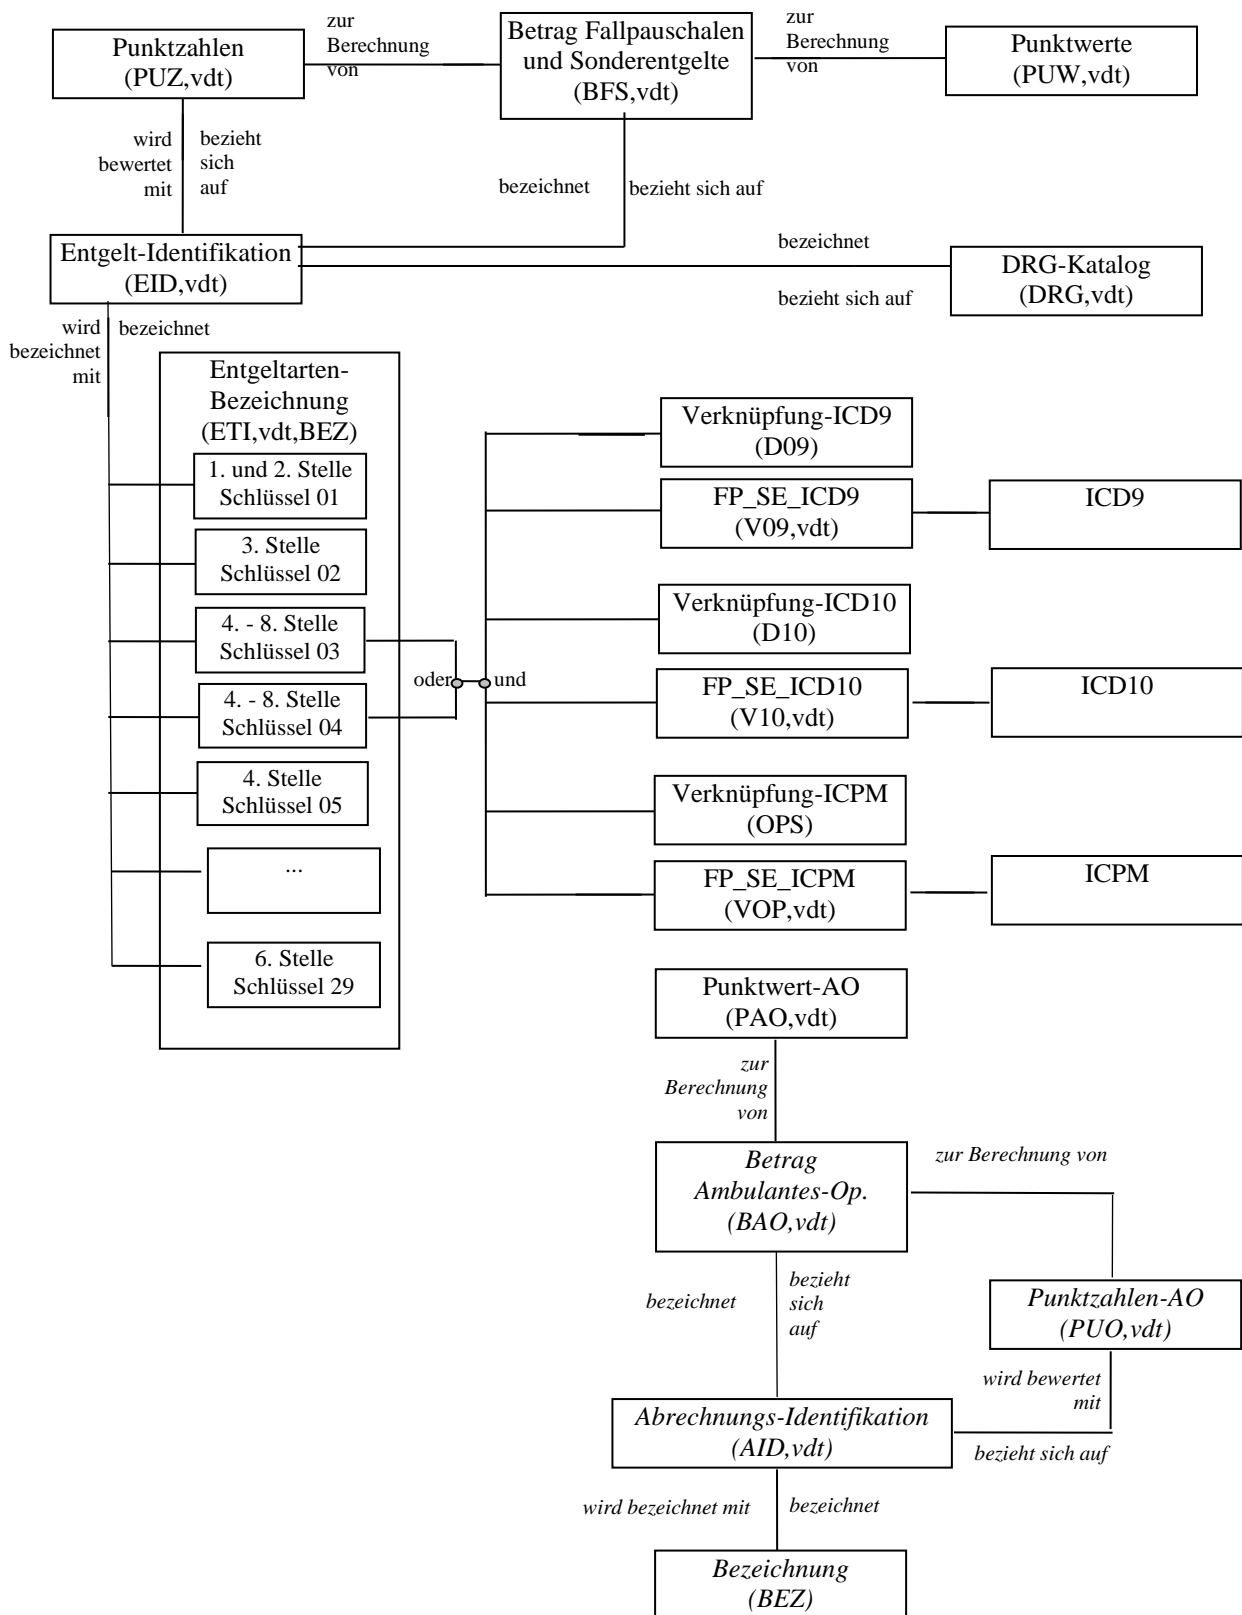 Punktzahlen
(PUZ,vdt)
zur
Berechnung
von
Betrag Fallpauschalen
und Sonderentgelte
(BFS,vdt)
zur
Berechnung
von
Punktwerte
(PUW,vdt)
wird
bewertet
mit
bezieht
sich
auf
bezeichnet
bezieht sich auf
Entgelt-Identifikation
(EID,vdt)
bezeichnet
bezieht sich auf
DRG-Katalog
(DRG,vdt)
wird
bezeichnet
mit
bezeichnet
Entgeltarten-
Bezeichnung
(ETI,vdt,BEZ)
1. und 2. Stelle
Schlüssel 01
3. Stelle
Schlüssel 02
4. - 8. Stelle
Schlüssel 03
4. - 8. Stelle
Schlüssel 04
4. Stelle
Schlüssel 05
...
6. Stelle
Schlüssel 29
oder
und
Verknüpfung-ICD9
(D09)
FP_SE_ICD9
(V09,vdt)
ICD9
Verknüpfung-ICD10
(D10)
FP_SE_ICD10
(V10,vdt)
ICD10
Verknüpfung-ICPM
(OPS)
FP_SE_ICPM
(VOP,vdt)
ICPM
Punktwert-AO
(PAO,vdt)
zur
Berechnung
von
Betrag
Ambulantes-Op.
(BAO,vdt)
zur Berechnung von
bezeichnet
bezieht
sich
auf
Punktzahlen-AO
(PUO,vdt)
wird bewertet
mit
Abrechnungs-Identifikation
(AID,vdt)
bezieht sich auf
wird bezeichnet mit
bezeichnet
Bezeichnung
(BEZ)